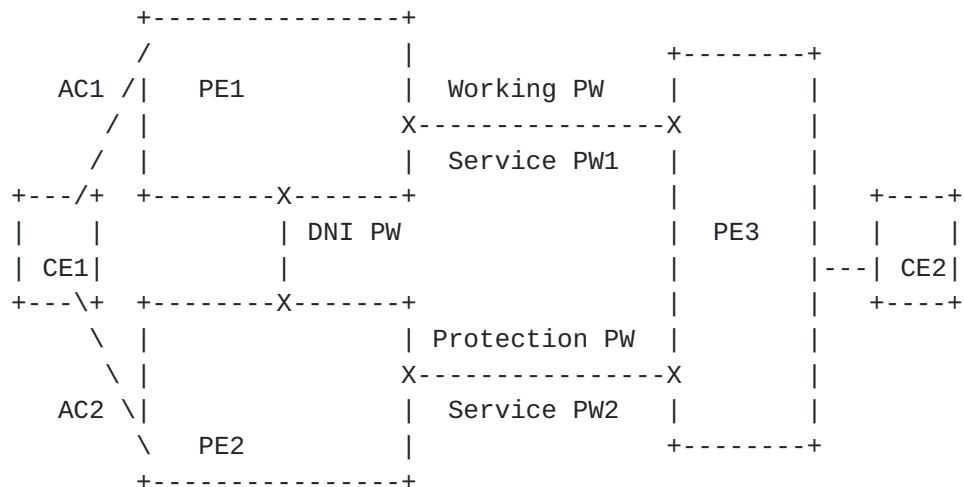 AC1 PE1 Working PW
X X
Service PW1
X
DNI PW PE3
CE1 CE2
X
Protection PW
X X
AC2 Service PW2
PE2